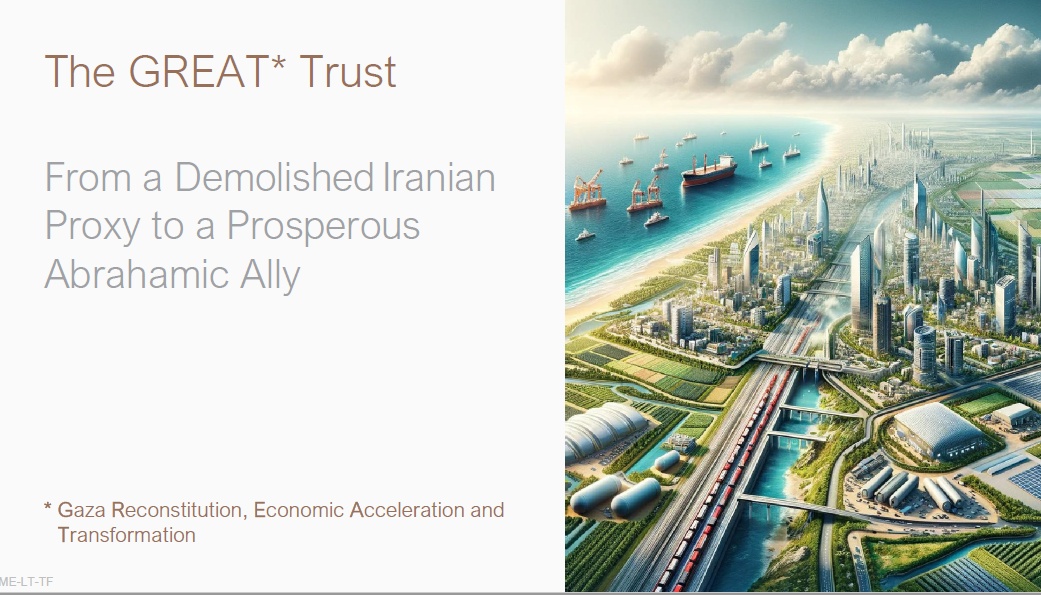 The GREAT* Trust
From a Demolished Iranian
Proxy to a Prosperous
Abrahamic Ally
* Gaza Reconstitution, Economic Acceleration and
Transformation
ME-LT-TF